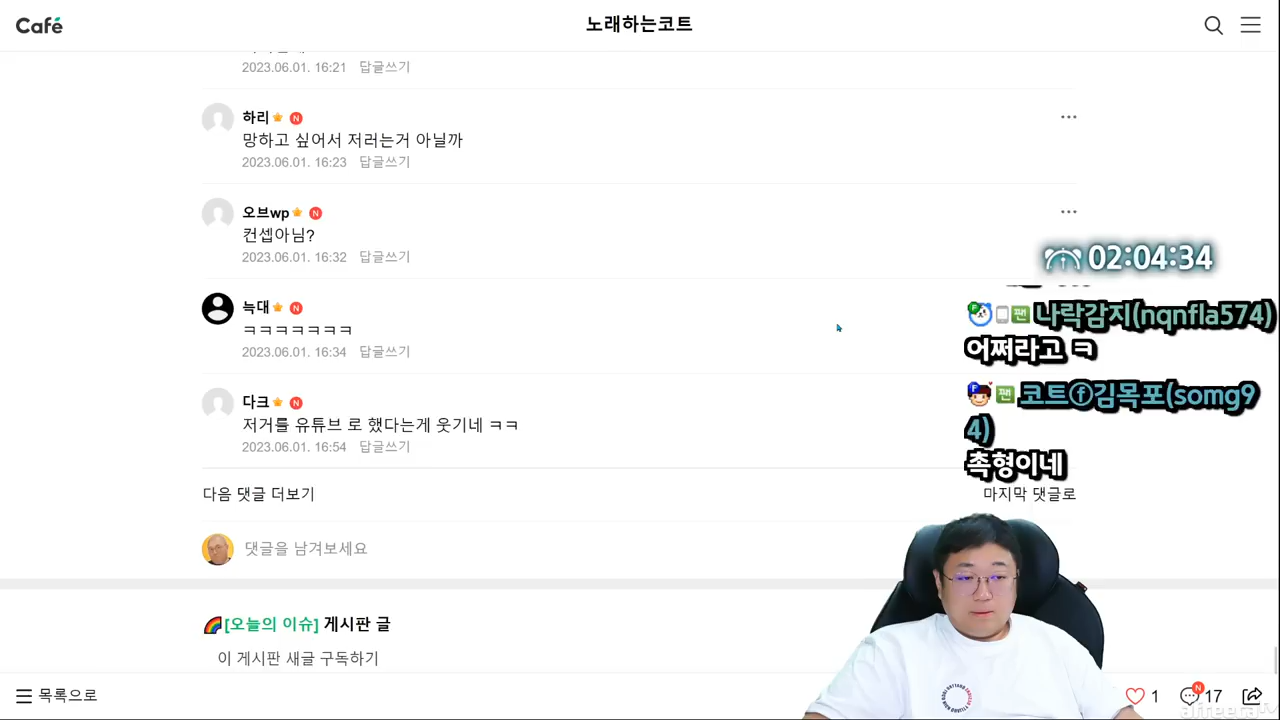 Café
노래하는코트
2023.06.01. 16:21 답글쓰기
하리 N
망하고 싶어서 저러는거 아닐까
2023.06.01. 16:23 답글쓰기
오브wp N
컨셉아님?
2023.06.01. 16:32 답글쓰기
02:04:34
늑대 N
ㅋㅋㅋㅋㅋㅋㅋ
2023.06.01. 16:34 답글쓰기
F 팬 나락감지(nqnfla574)
어쩌라고 ㅋ
F 팬 코트ⓕ김목포(somg9
4)
촉형이네
다크 N
저거를 유튜브 로 했다는게 웃기네 ㅋㅋ
2023.06.01. 16:54 답글쓰기
다음 댓글 더보기
마지막 댓글로
댓글을 남겨보세요
[오늘의 이슈] 게시판 글
이 게시판 새글 구독하기
목록으로
1
N
17
afreecaTV